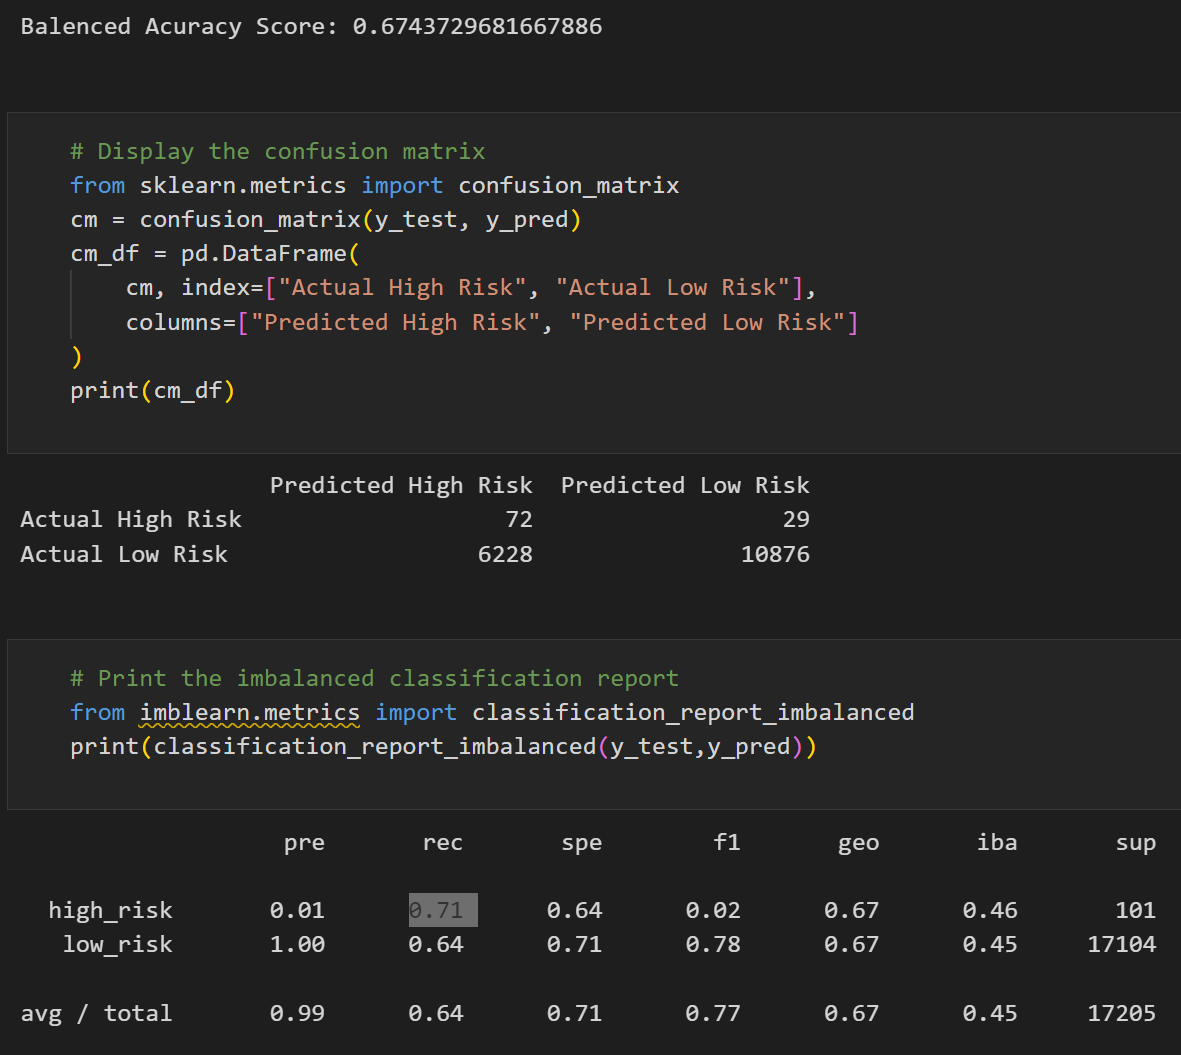 Balenced Acuracy Score: 0.6743729681667886
# Display the confusion matrix
from sklearn.metrics import confusion_matrix
cm = confusion_matrix(y_test, y_pred)
cm_df = pd.DataFrame(
    cm, index=["Actual High Risk", "Actual Low Risk"],
    columns=["Predicted High Risk", "Predicted Low Risk"]
)
print(cm_df)
Predicted High Risk  Predicted Low Risk
Actual High Risk 72 29
Actual Low Risk 6228 10876
# Print the imbalanced classification report
from imblearn.metrics import classification_report_imbalanced
print(classification_report_imbalanced(y_test,y_pred))
pre rec spe f1 geo iba sup
high_risk 0.01 0.71 0.64 0.02 0.67 0.46 101
low_risk 1.00 0.64 0.71 0.78 0.67 0.45 17104
avg / total 0.99 0.64 0.71 0.77 0.67 0.45 17205